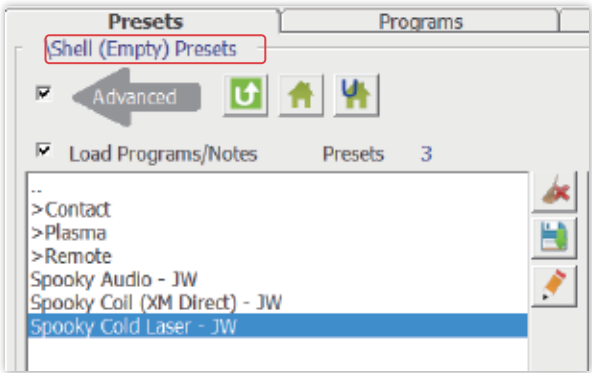 Presets Programs
\Shell (Empty) Presets
Advanced U
Load Programs/Notes Presets 3
..
>Contact
>Plasma
>Remote
Spooky Audio - JW
Spooky Coil (XM Direct) - JW
Spooky Cold Laser - JW